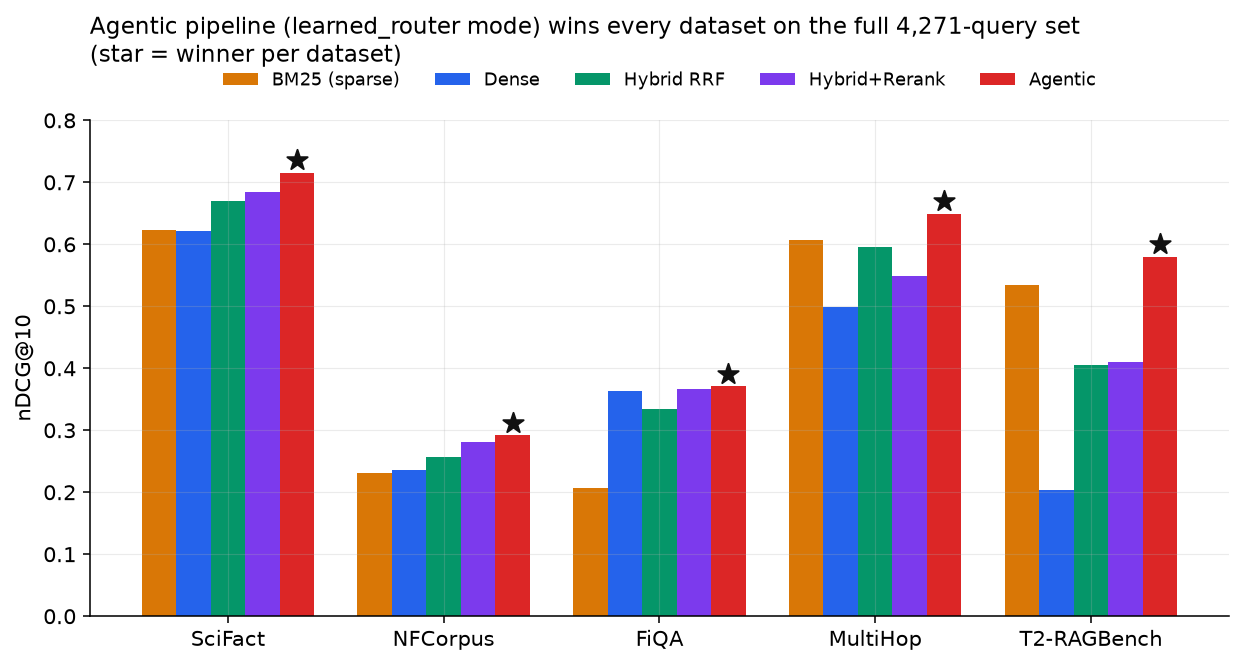 Agentic pipeline (learned_router mode) wins every dataset on the full 4,271-query set
(star = winner per dataset)
BM25 (sparse) Dense Hybrid RRF Hybrid+Rerank Agentic
nDCG@10
0.8
0.7
0.6
0.5
0.4
0.3
0.2
0.1
0.0
SciFact NFCorpus FiQA MultiHop T2-RAGBench